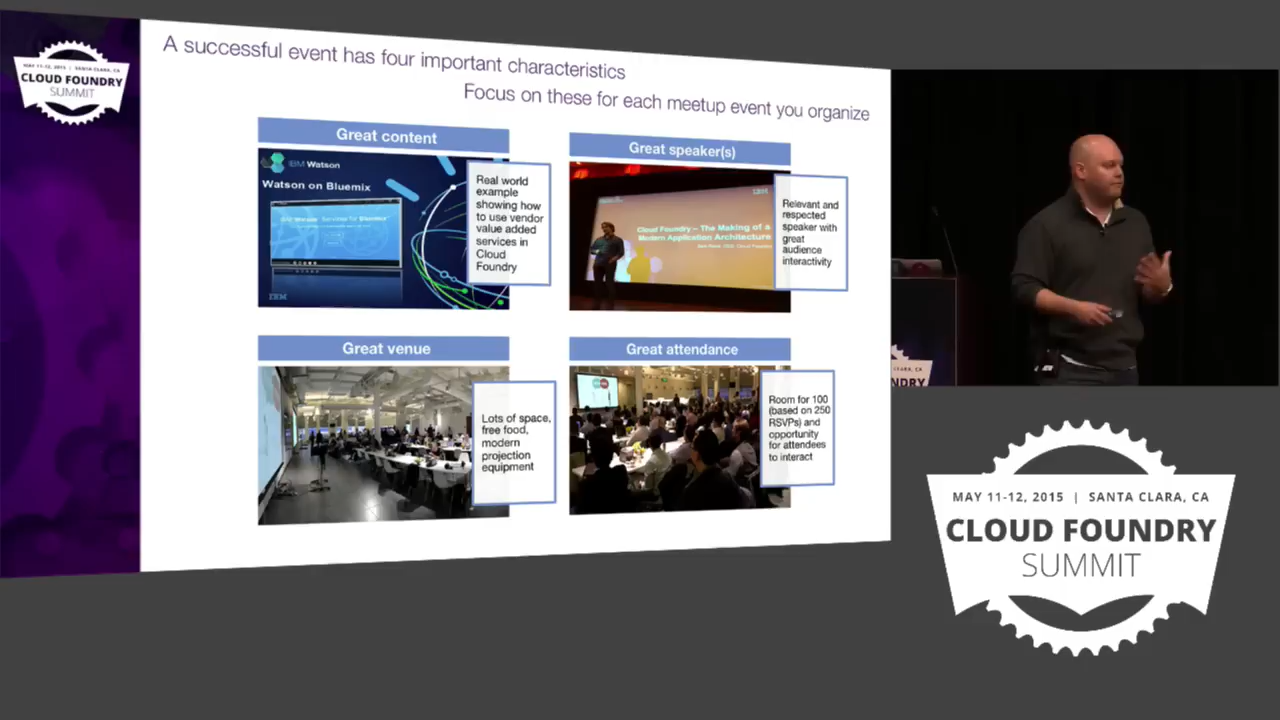 MAY 11-12, 2015 | SANTA CLARA, CA
CLOUD FOUNDRY
SUMMIT
A successful event has four important characteristics
Focus on these for each meetup event you organize
Great content
IBM Watson
Watson on Bluemix
IBM
Real world
example
showing how
to use vendor
value added
services in
Cloud
Foundry
Great speaker(s)
IBM
Cloud Foundry – The Making of a
Modern Application Architecture
Relevant and
respected
speaker with
great
audience
interactivity
Great venue
Lots of space,
free food,
modern
projection
equipment
Great attendance
Room for 100
(based on 250
RSVPs) and
opportunity
for attendees
to interact
CLARA, CA
NDRY
MAY 11-12, 2015 | SANTA CLARA, CA
CLOUD FOUNDRY
SUMMIT